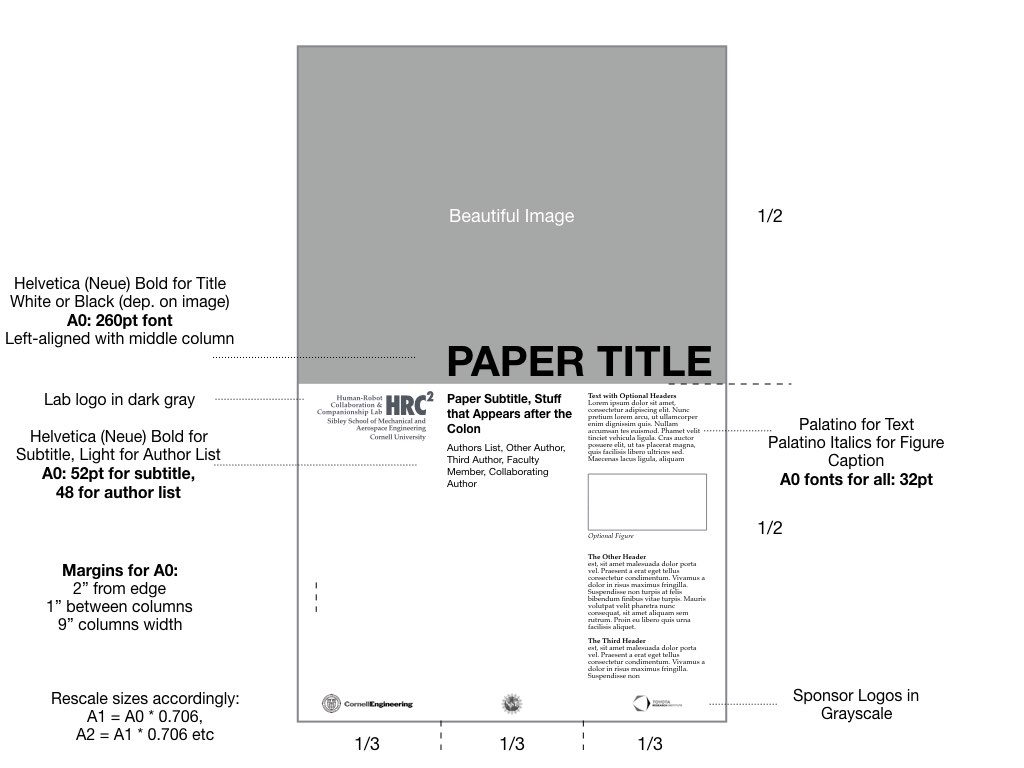 Beautiful Image
1/2
Helvetica (Neue) Bold for Title
White or Black (dep. on image)
A0: 260pt font
Left-aligned with middle column
PAPER TITLE
Lab logo in dark gray
Human-Robot
Collaboration &
Companionship Lab
HRC2
Sibley School of Mechanical and
Aerospace Engineering
Cornell University
Helvetica (Neue) Bold for
Subtitle, Light for Author List
A0: 52pt for subtitle,
48 for author list
Paper Subtitle, Stuff
that Appears after the
Colon
Authors List, Other Author,
Third Author, Faculty
Member, Collaborating
Author
Text with Optional Headers
Lorem ipsum dolor sit amet,
consectetur adipiscing elit. Nunc
pretium lorem arcu, ut ullamcorper
enim dignissim quis. Nullam
accumsan tes euismod. Phamet velit
tinciet vehicula ligula. Cras auctor
posuere elit, ut tas placerat magna,
quis facilisis libero ultrices sed.
Maecenas lacus ligula, aliquam
Optional Figure
The Other Header
est, sit amet malesuada dolor porta
vel. Praesent a erat eget tellus
consectetur condimentum. Vivamus a
dolor in risus maximus fringilla.
Suspendisse non turpis at felis
bibendum finibus vitae turpis. Mauris
volutpat velit pharetra nunc
consequat, sit amet aliquam sem
rutrum. Proin eu libero quis urna
facilisis aliquet.
The Third Header
est, sit amet malesuada dolor porta
vel. Praesent a erat eget tellus
consectetur condimentum. Vivamus a
dolor in risus maximus fringilla.
Suspendisse non
Palatino for Text
Palatino Italics for Figure
Caption
A0 fonts for all: 32pt
1/2
Margins for A0:
2” from edge
1” between columns
9” columns width
Rescale sizes accordingly:
A1 = A0 * 0.706,
A2 = A1 * 0.706 etc
CornellEngineering
RESEARCH INSTITUTE
Sponsor Logos in
Grayscale
1/3
1/3
1/3